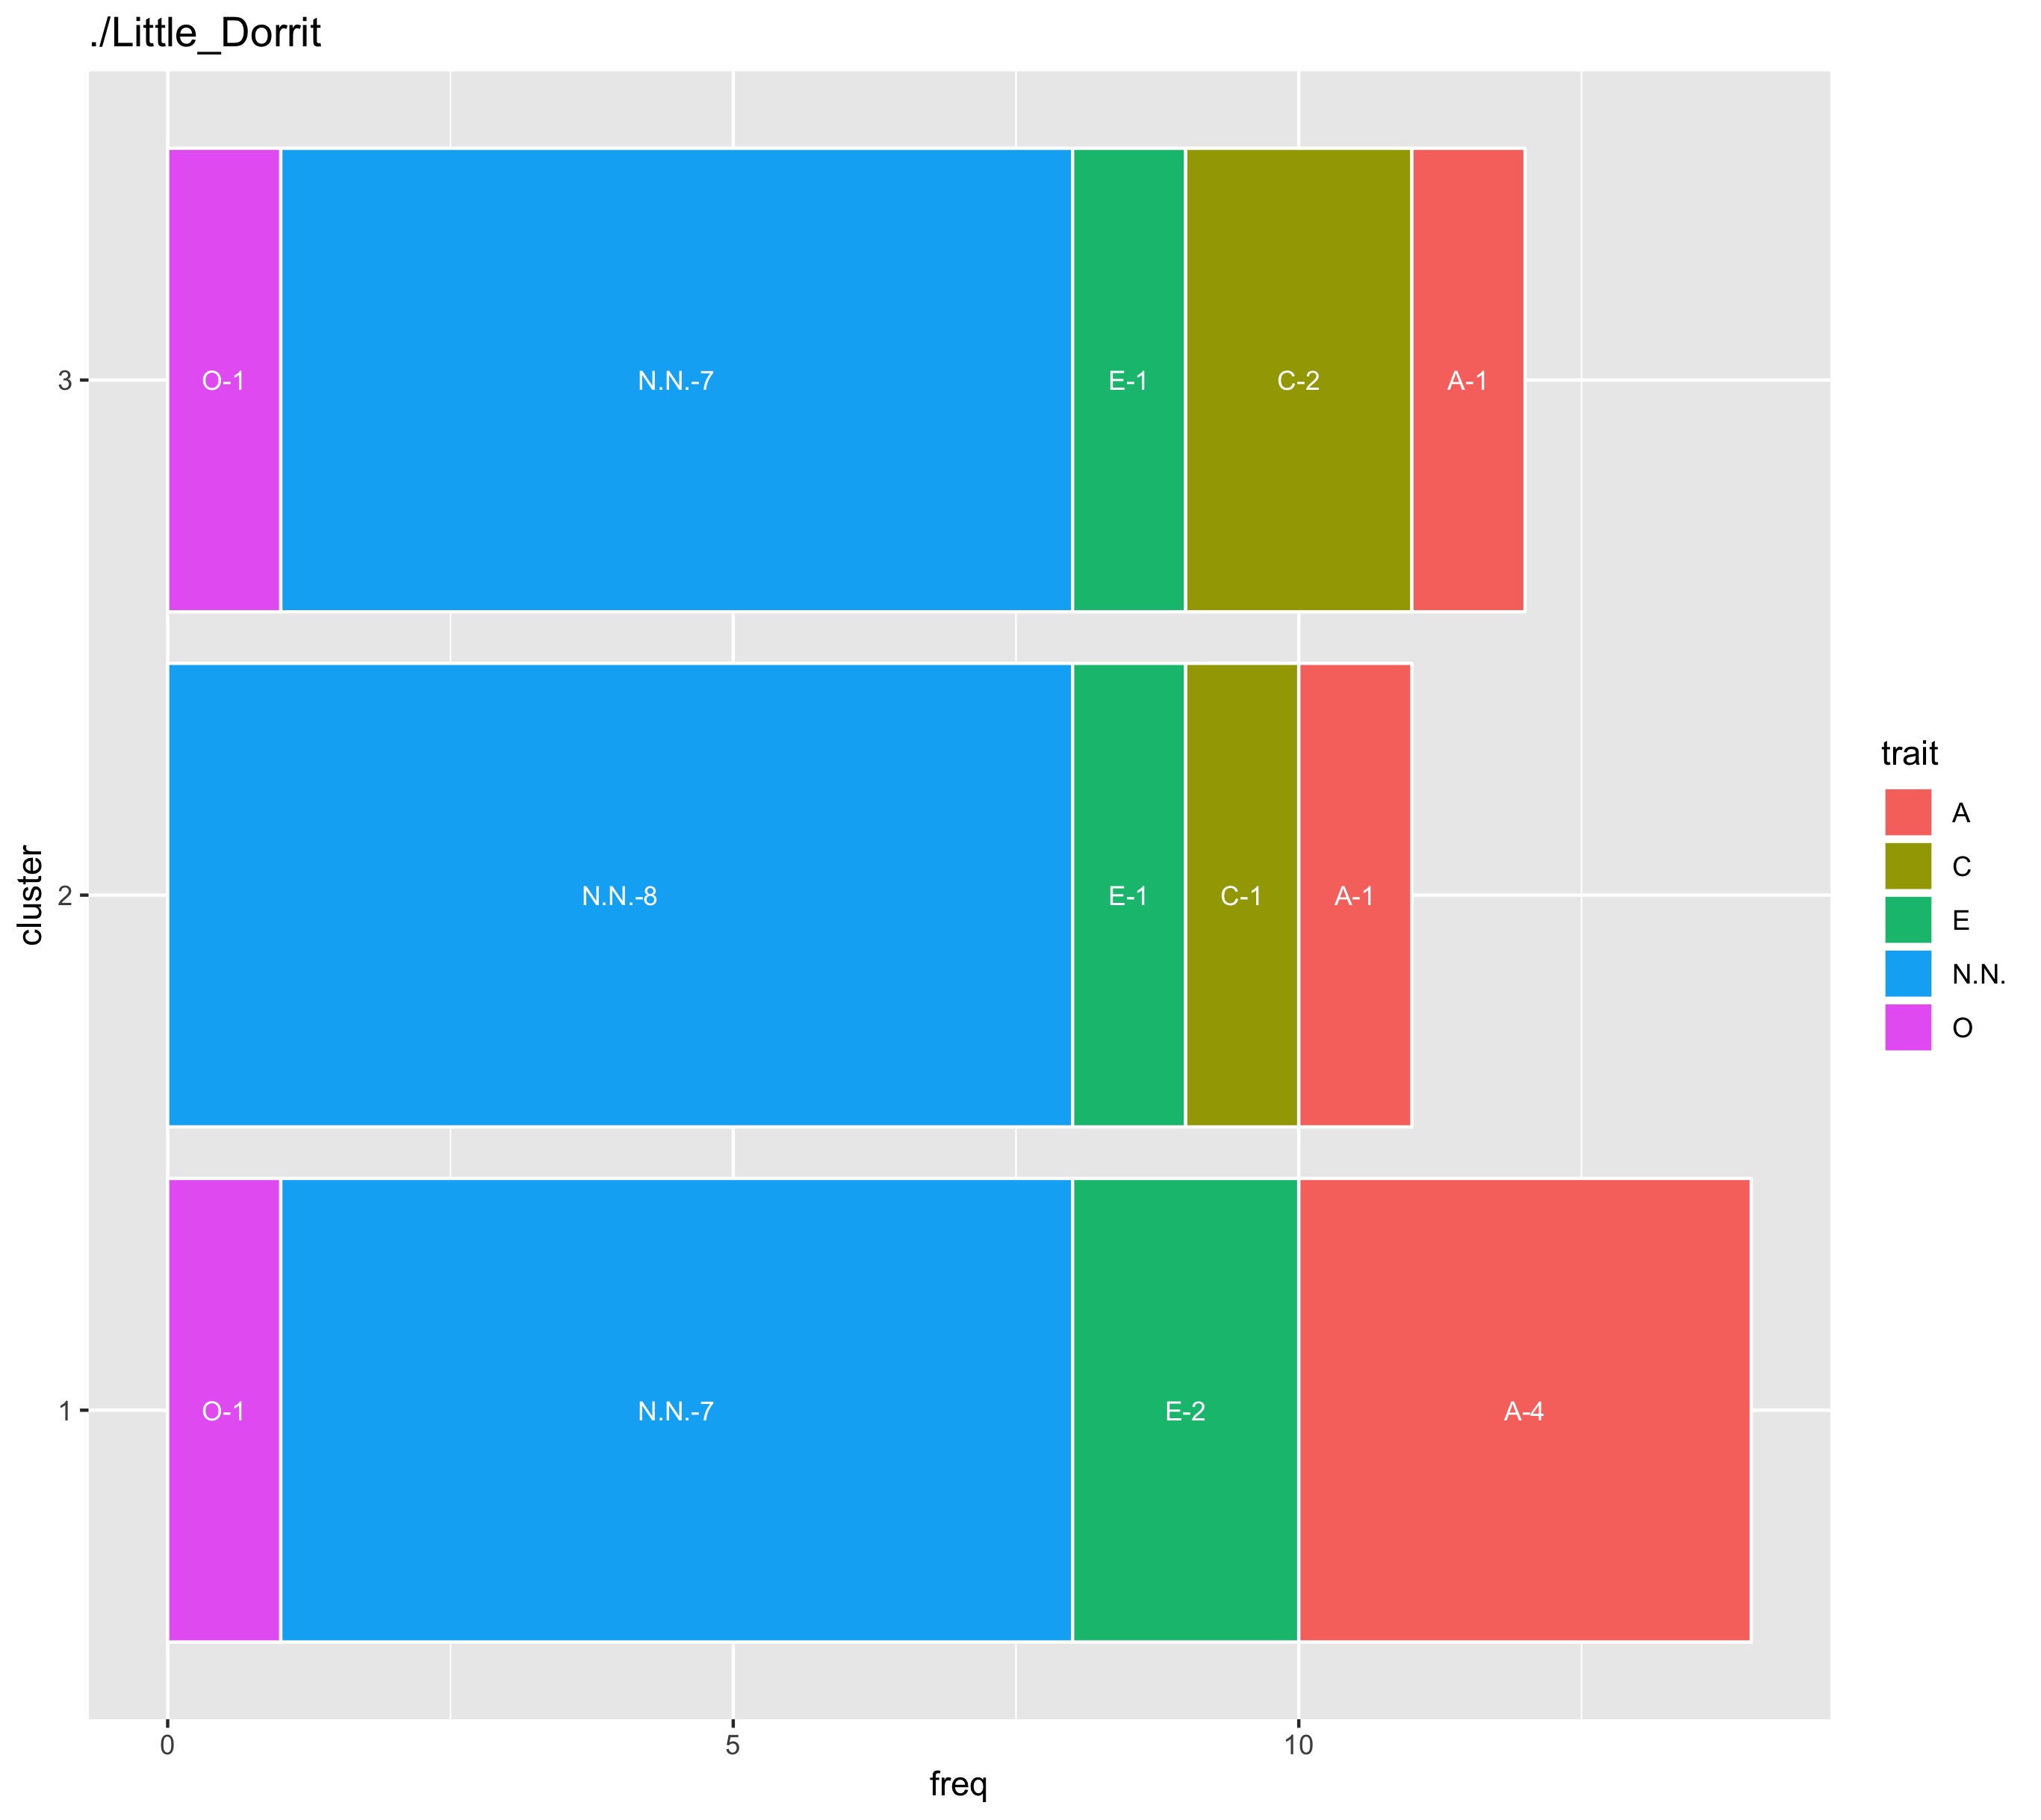 ./Little_Dorrit
cluster
3
O-1 N.N.-7 E-1 C-2 A-1
2
N.N.-8 E-1 C-1 A-1
1
O-1 N.N.-7 E-2 A-4
0 5 10
freq
trait
A
C
E
N.N.
O